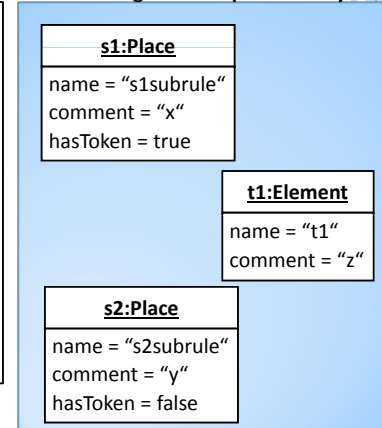 s1:Place
name = “s1subrule“
comment = “x“
hasToken = true
t1:Element
name = “t1“
comment = “z“
s2:Place
name = “s2subrule“
comment = “y“
hasToken = false